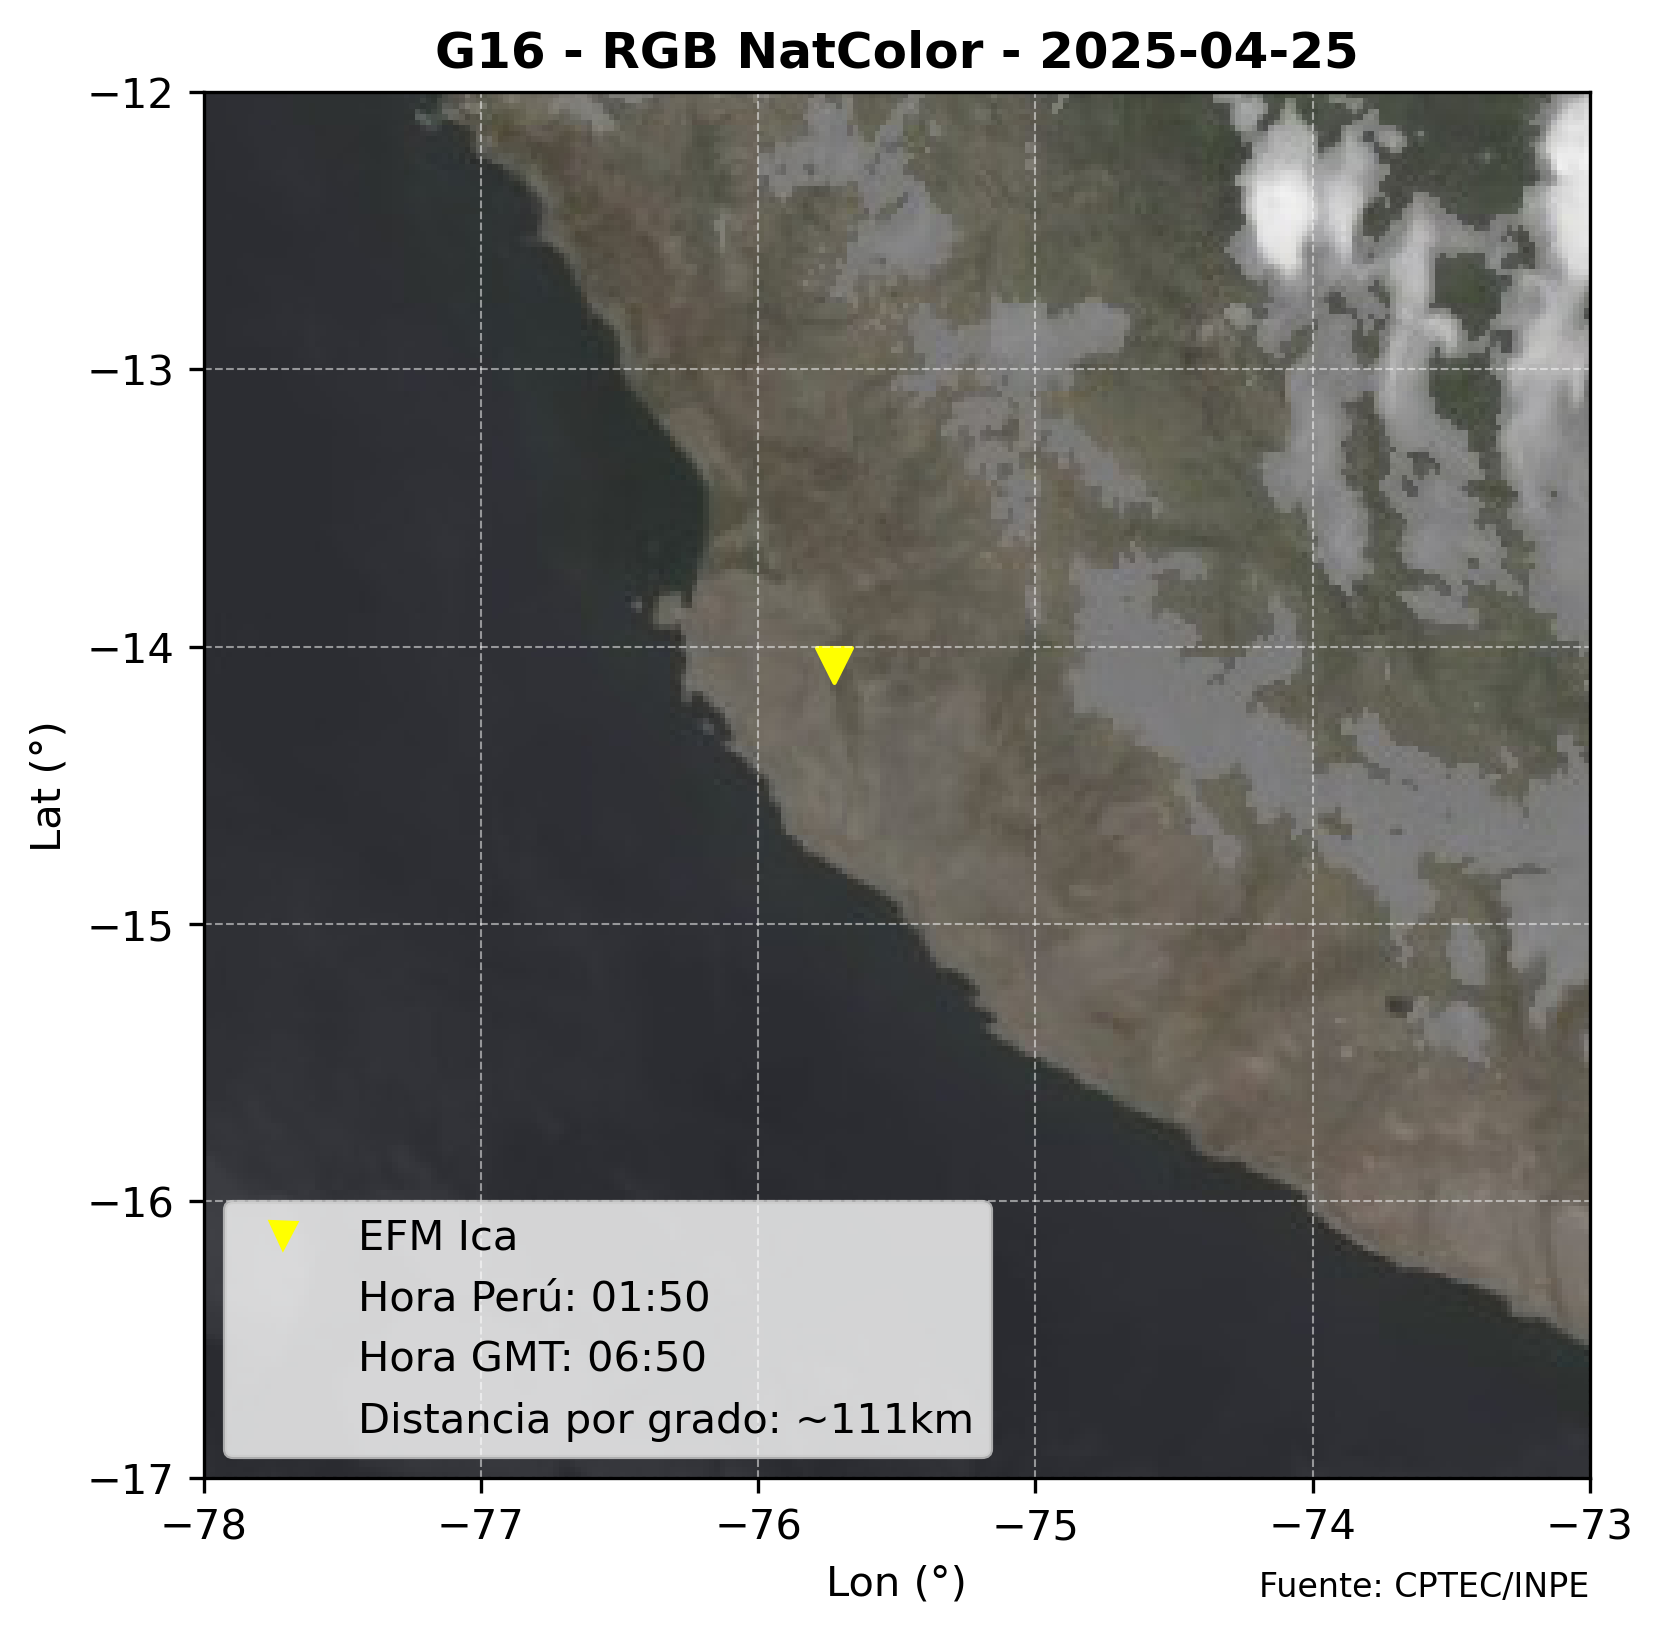 G16 - RGB NatColor - 2025-04-25
−12
−13
−14
−15
−16
−17
Lat (°)
EFM Ica
Hora Perú: 01:50
Hora GMT: 06:50
Distancia por grado: ~111km
−78 −77 −76 −75 −74 −73
Lon (°)
Fuente: CPTEC/INPE